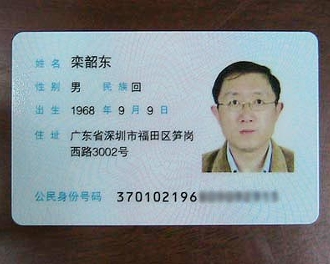 姓名 栾韶东
性别 男 民族 回
出生 1968 年 9 月 9 日
住址 广东省深圳市福田区笋岗
西路3002号
公民身份号码 370102196